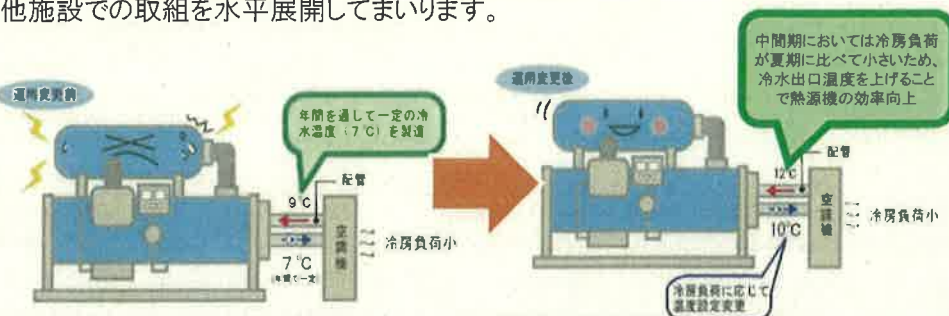 他施設での取組を水平展開してまいります。
運用変更前
年間を通して一定の冷
水温度（7℃）を製造
配管
9℃
7℃
（年間で一定）
空調機
冷房負荷小
運用変更後
中間期においては冷房負荷
が夏期に比べて小さいため、
冷水出口温度を上げること
で熱源機の効率向上
配管
12℃
10℃
空調機
冷房負荷小
冷房負荷に応じて
温度設定変更